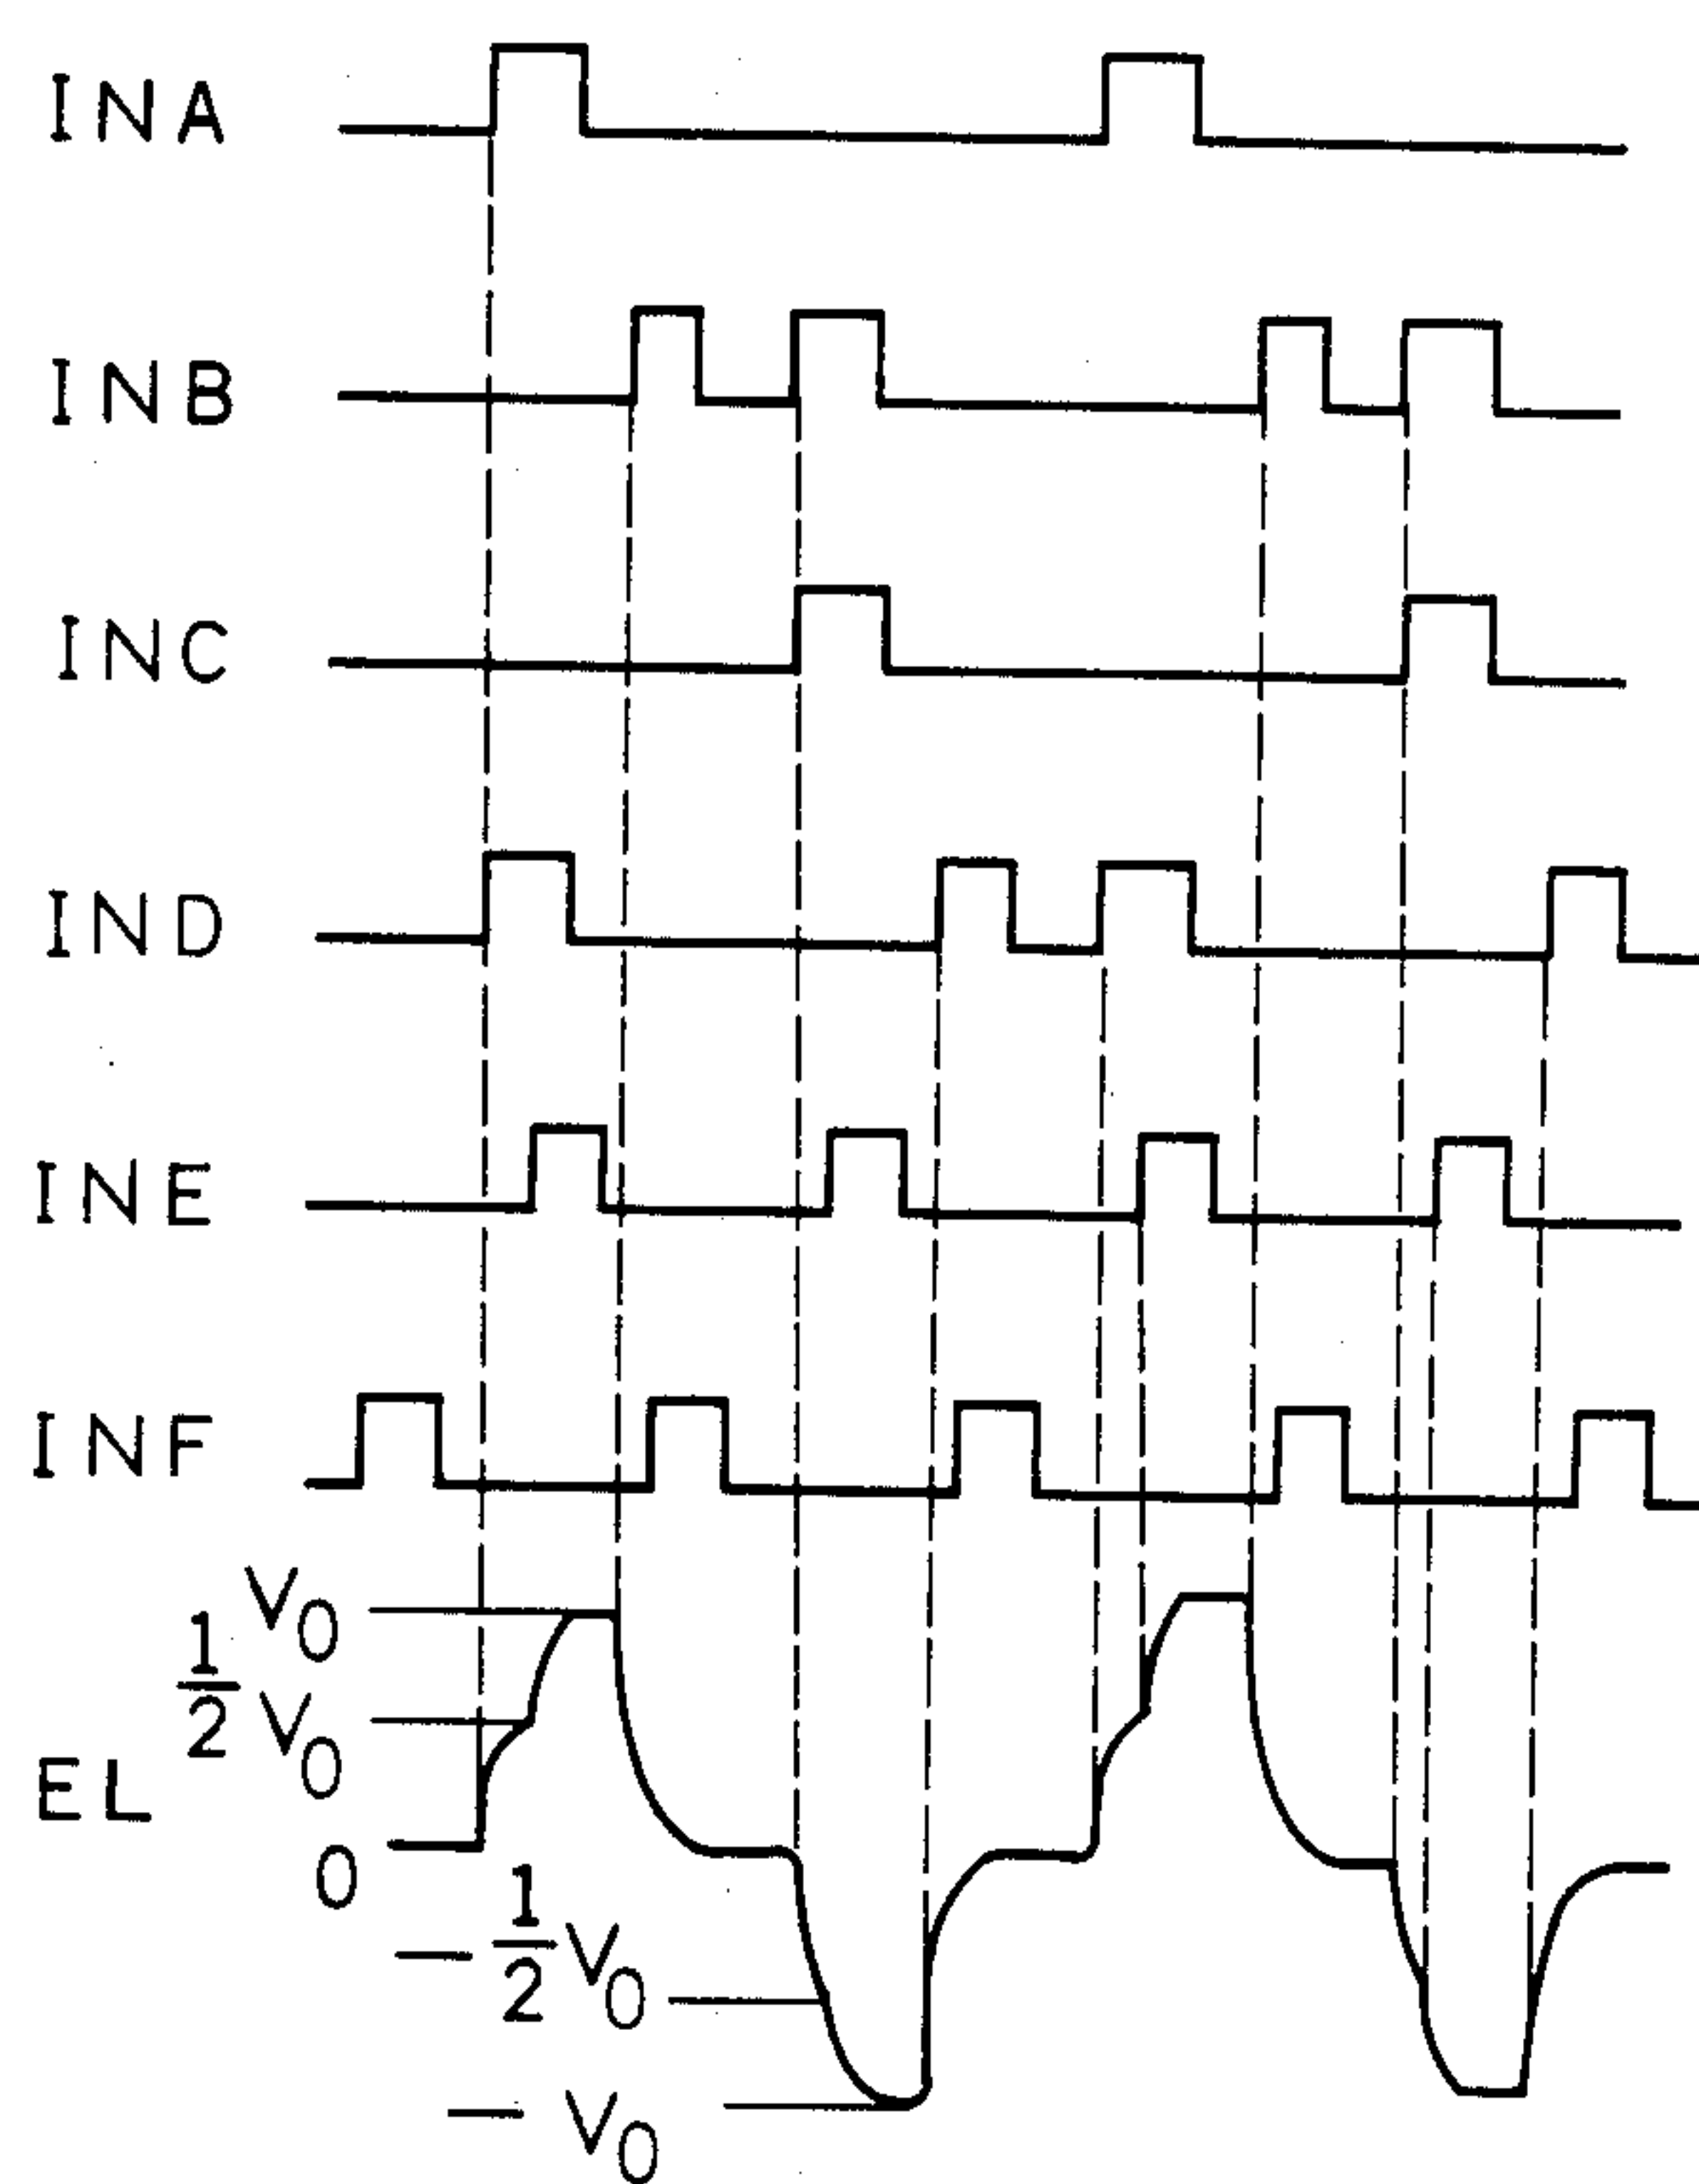 INA
INB
INC
IND
INE
INF
V0
1/2 V0
EL
0
-1/2 V0
-V0